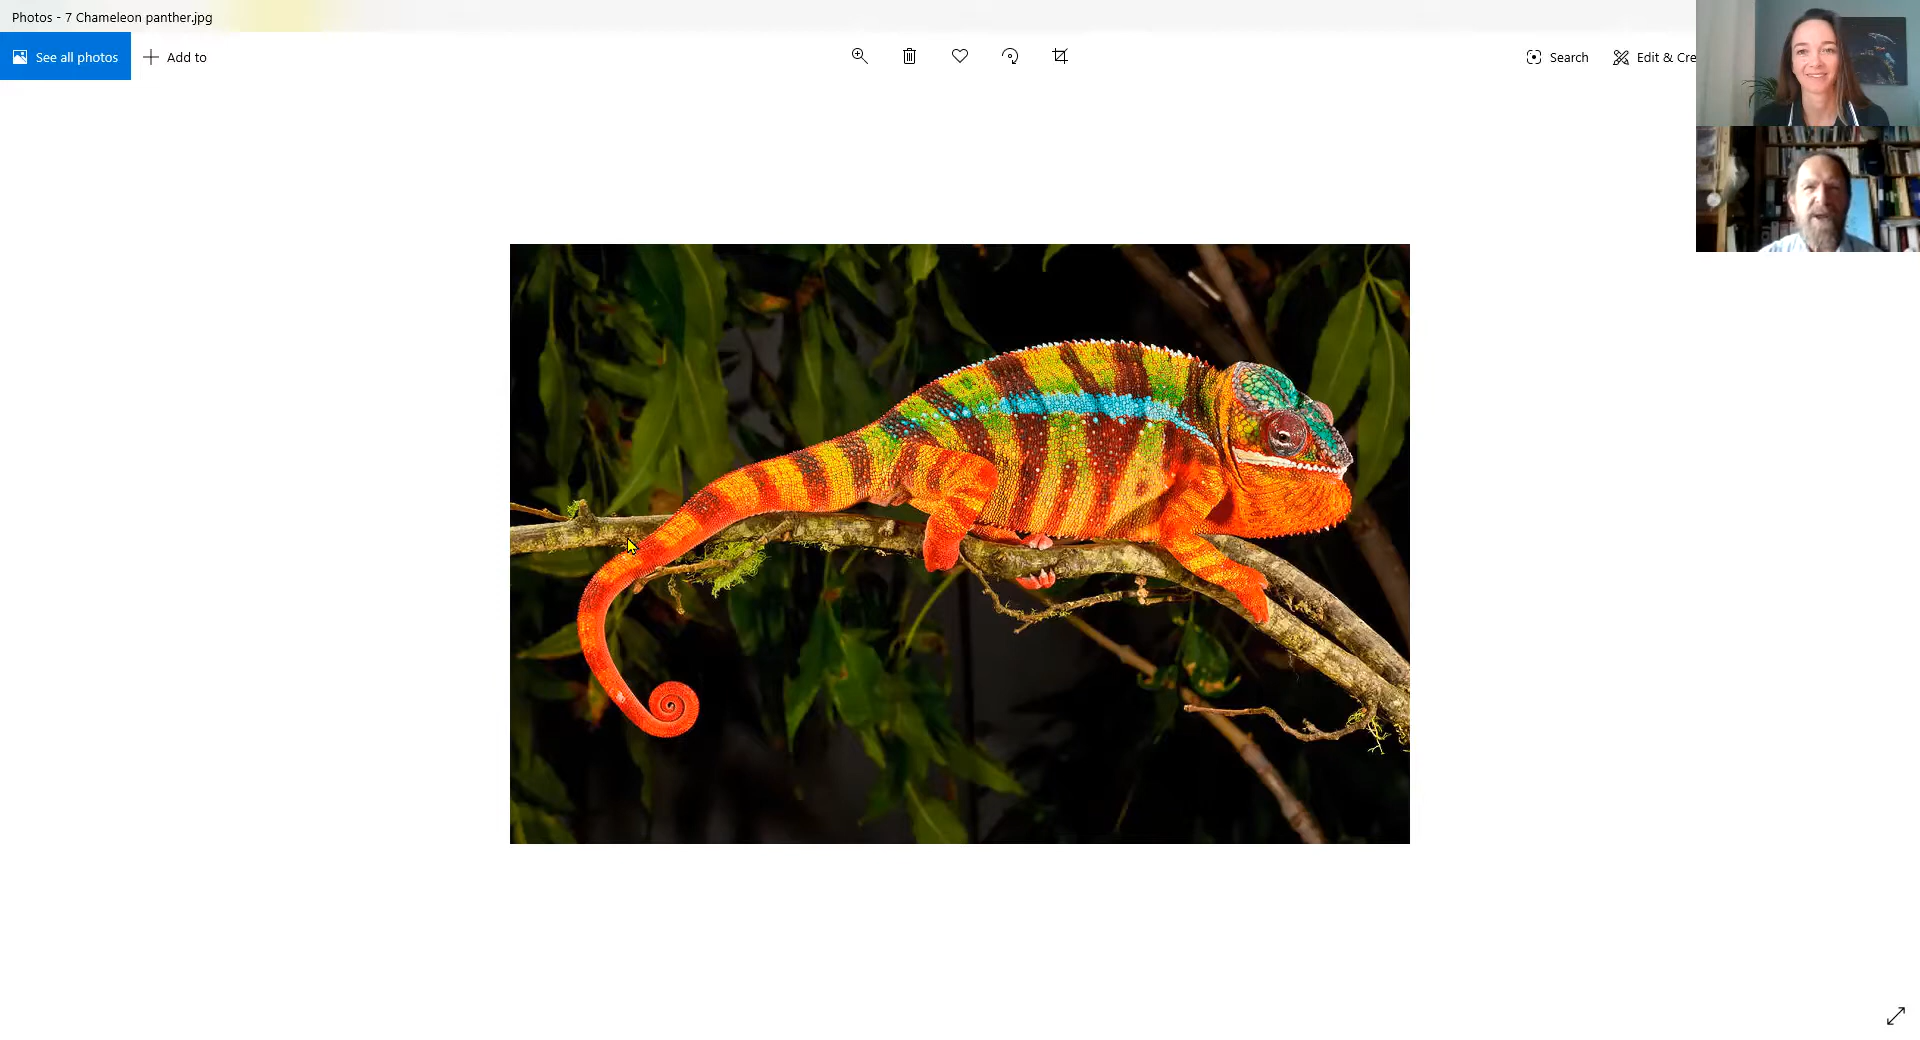 Photos - 7 Chameleon panther.jpg
See all photos
Add to
Search
Edit & Cre